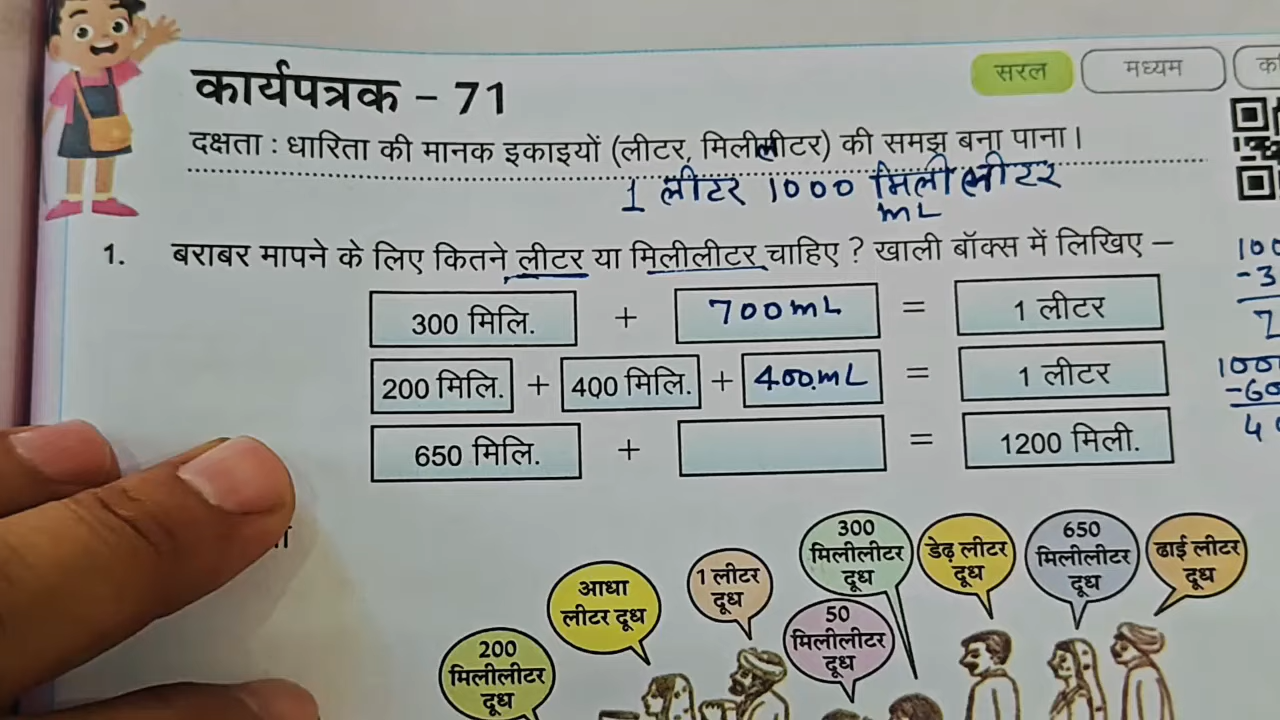 कार्यपत्रक – 71
सरल
मध्यम
दक्षता : धारिता की मानक इकाइयों (लीटर, मिलीलीटर) की समझ बना पाना।
1 लीटर 1000 मिलीलीटर
mL
1. बराबर मापने के लिए कितने लीटर या मिलीलीटर चाहिए ? खाली बॉक्स में लिखिए –
300 मिलि. + 700mL = 1 लीटर
200 मिलि. + 400 मिलि. + 400mL = 1 लीटर
650 मिलि. + = 1200 मिली.
200 मिलीलीटर दूध
आधा लीटर दूध
1 लीटर दूध
300 मिलीलीटर दूध
50 मिलीलीटर दूध
डेढ़ लीटर दूध
650 मिलीलीटर दूध
ढाई लीटर दूध